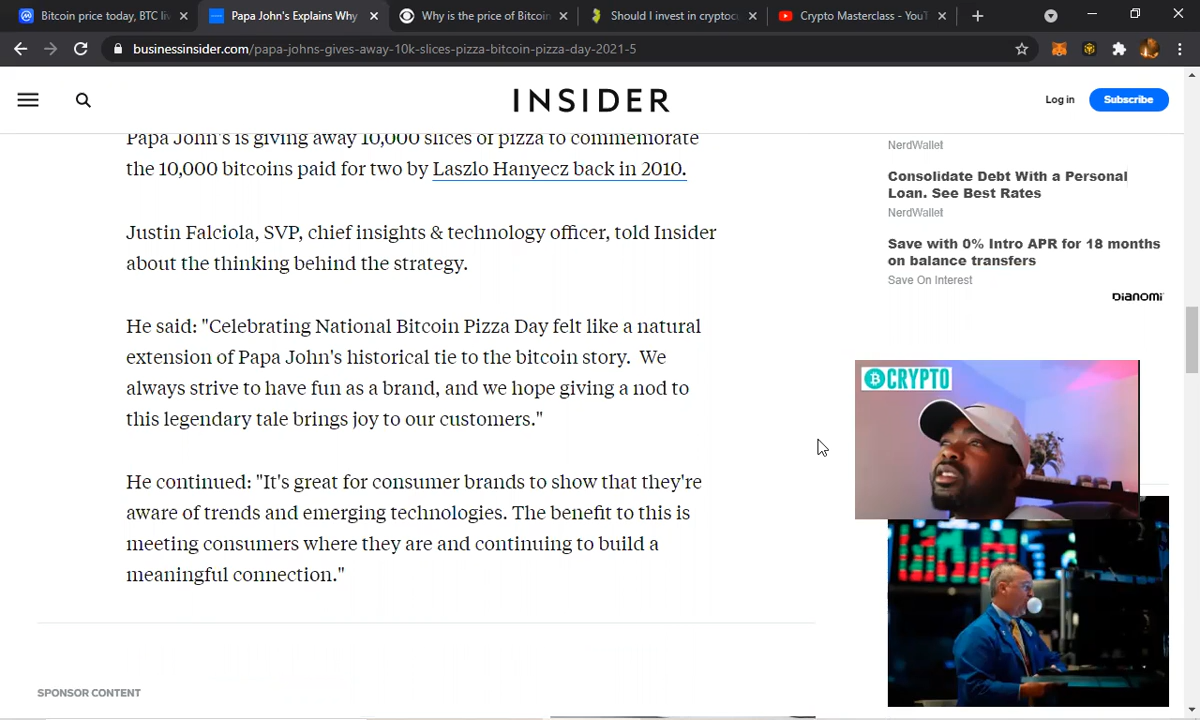 Bitcoin price today, BTC li
Papa John's Explains Why
Why is the price of Bitcoin
Should I invest in cryptoc
Crypto Masterclass - YouT
businessinsider.com/papa-johns-gives-away-10k-slices-pizza-bitcoin-pizza-day-2021-5
INSIDER
Log in
Subscribe
Papa John's is giving away 10,000 slices of pizza to commemorate
the 10,000 bitcoins paid for two by Laszlo Hanyecz back in 2010.
Justin Falciola, SVP, chief insights & technology officer, told Insider
about the thinking behind the strategy.
He said: "Celebrating National Bitcoin Pizza Day felt like a natural
extension of Papa John's historical tie to the bitcoin story. We
always strive to have fun as a brand, and we hope giving a nod to
this legendary tale brings joy to our customers."
He continued: "It's great for consumer brands to show that they're
aware of trends and emerging technologies. The benefit to this is
meeting consumers where they are and continuing to build a
meaningful connection."
SPONSOR CONTENT
NerdWallet
Consolidate Debt With a Personal
Loan. See Best Rates
NerdWallet
Save with 0% Intro APR for 18 months
on balance transfers
Save On Interest
Dianomi
CRYPTO